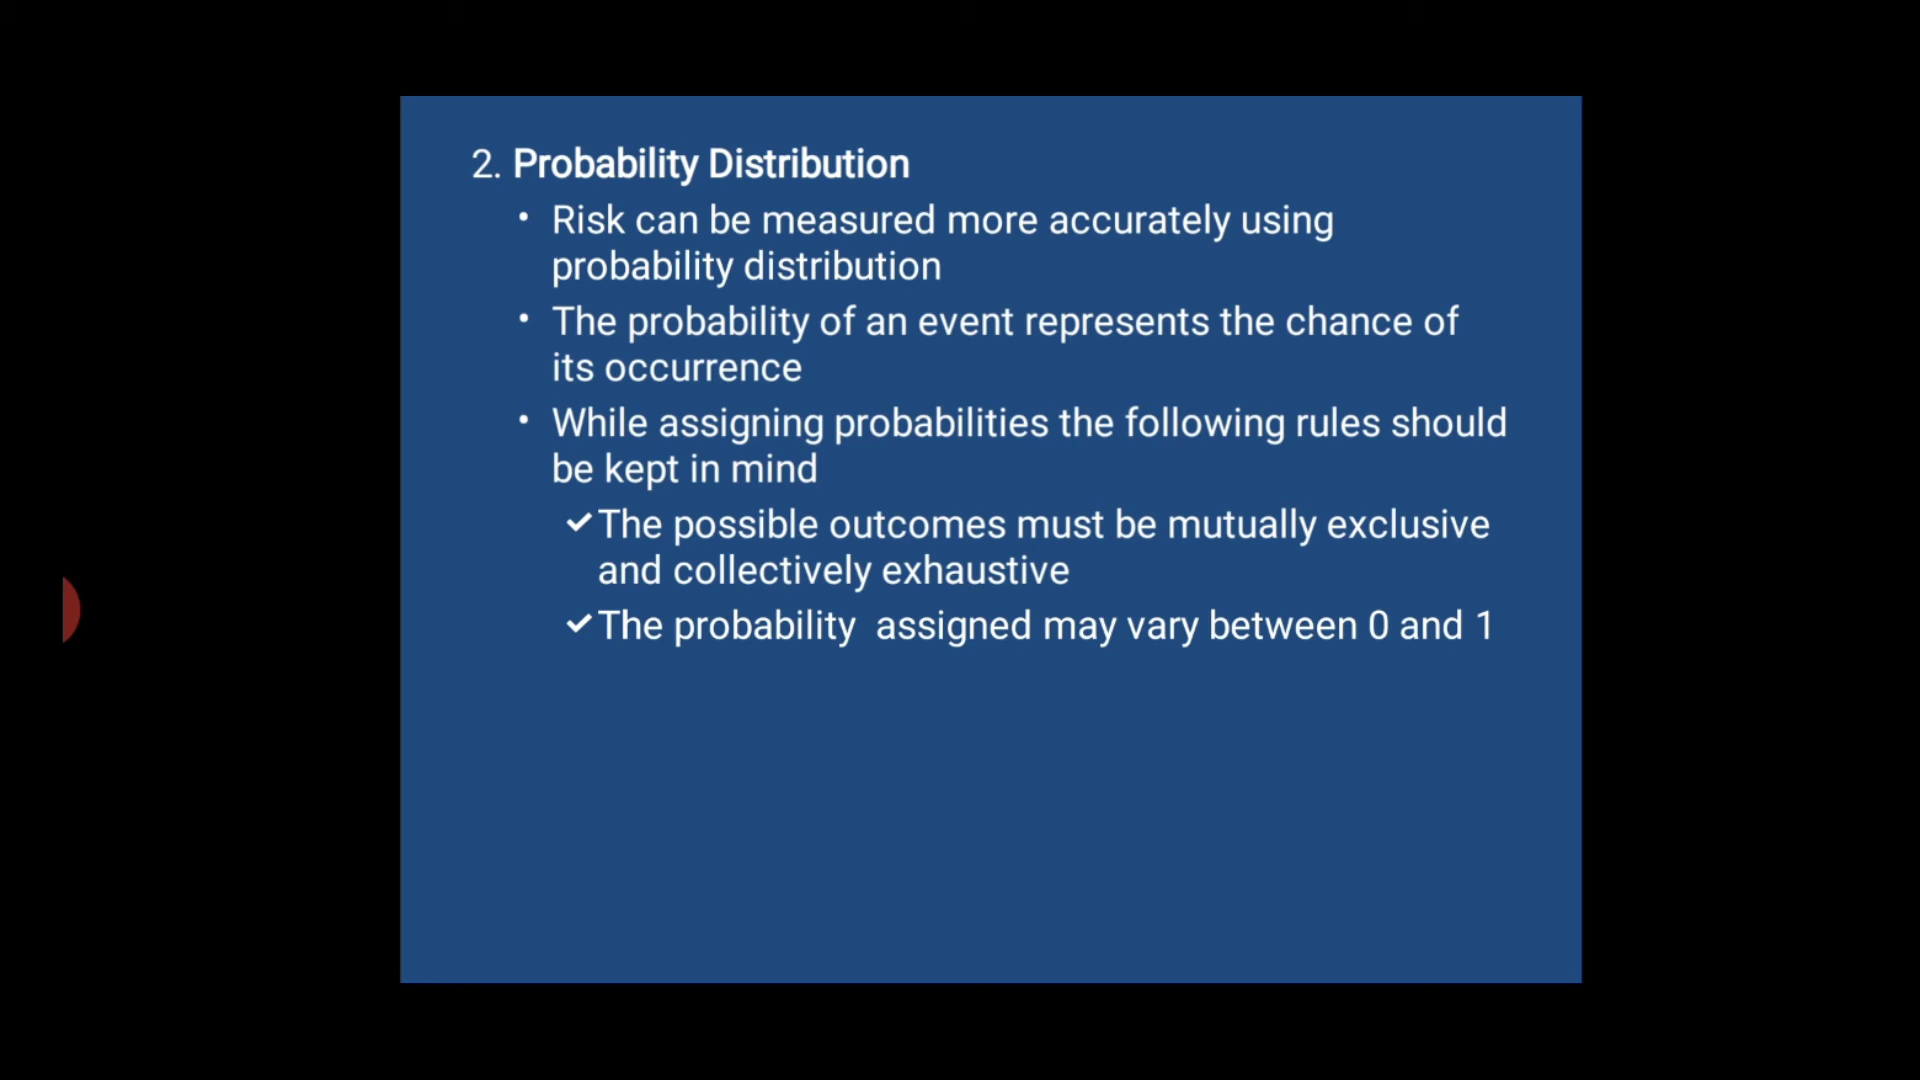 2. Probability Distribution
• Risk can be measured more accurately using
probability distribution
• The probability of an event represents the chance of
its occurrence
• While assigning probabilities the following rules should
be kept in mind
✓The possible outcomes must be mutually exclusive
and collectively exhaustive
✓The probability  assigned may vary between 0 and 1